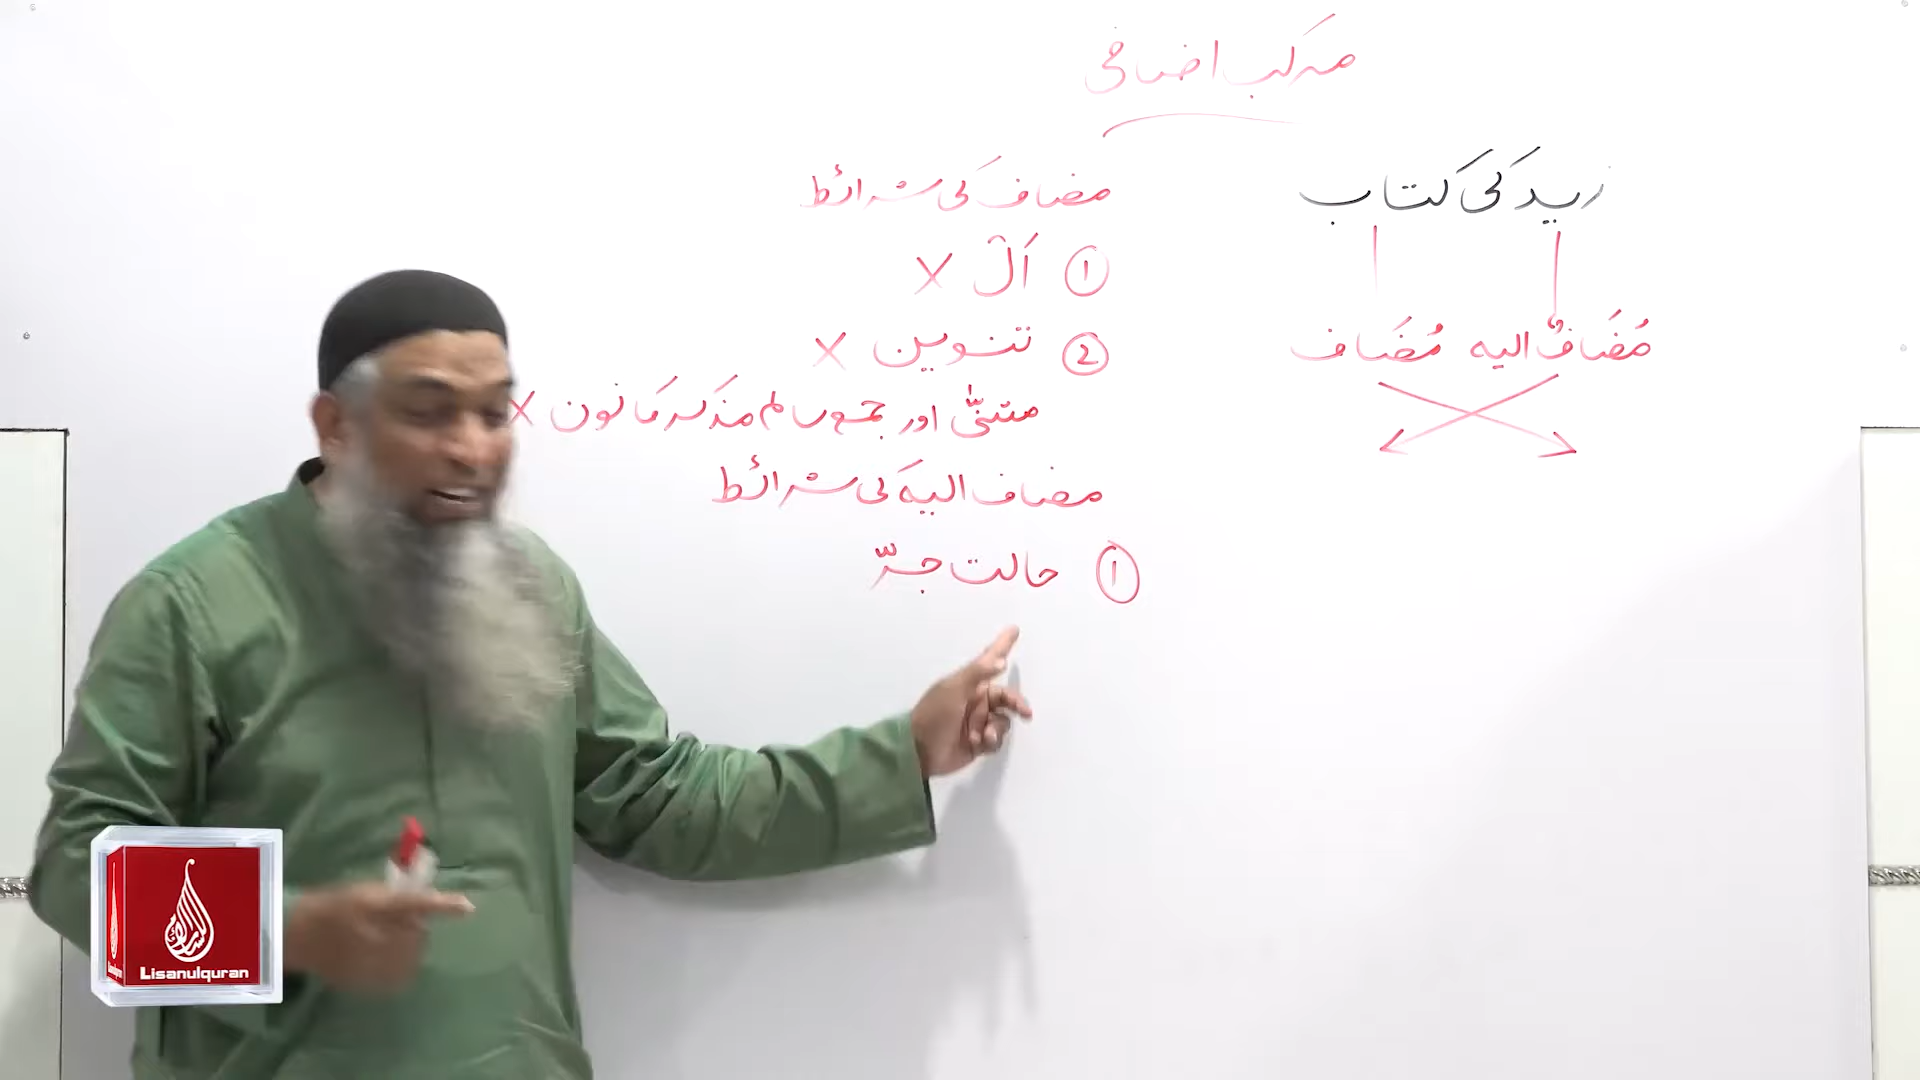 مرکب اضافی
زید کی کتاب
مُضَافٌ الیہ مُضَاف
مضاف کی شرائط
① اَلْ X
② تنوین X
مثنّٰی اور جمع سالم مذکر کا نون X
مضاف الیہ کی شرائط
① حالت جرّ
Lisanulquran